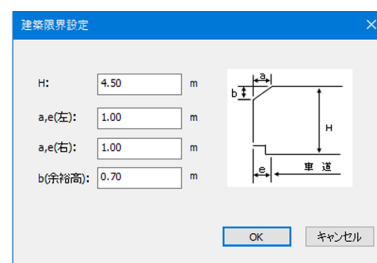 建築限界設定
H: 4.50 m
a,e(左): 1.00 m
a,e(右): 1.00 m
b(余裕高): 0.70 m
a
b
H
e 車 道
OK キャンセル